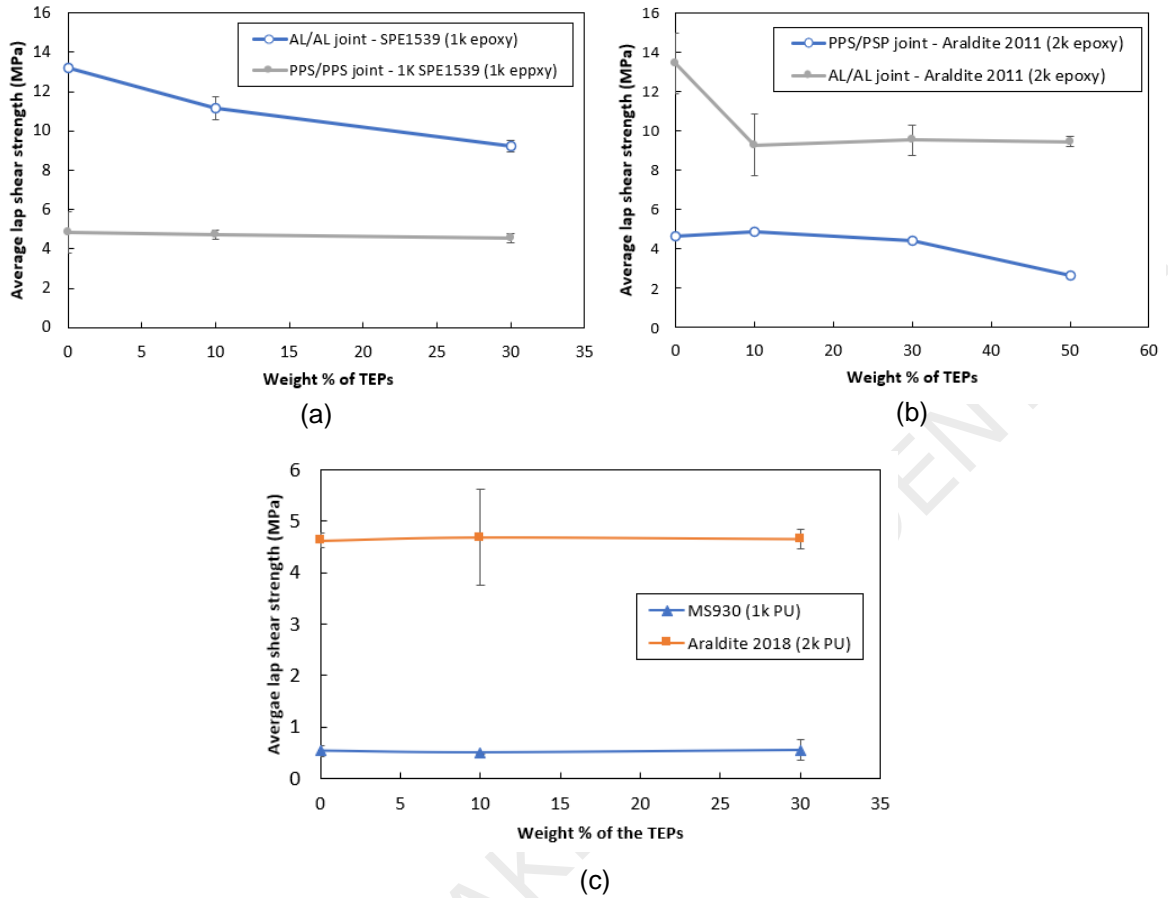 16
14
12
10
8
6
4
2
0
Average lap shear strength (MPa)
AL/AL joint - SPE1539 (1k epoxy)
PPS/PPS joint - 1K SPE1539 (1k eppxy)
0 5 10 15 20 25 30 35
Weight % of TEPs
(a)
16
14
12
10
8
6
4
2
0
Average lap shear strength (MPa)
PPS/PSP joint - Araldite 2011 (2k epoxy)
AL/AL joint - Araldite 2011 (2k epoxy)
0 10 20 30 40 50 60
Weight % of TEPs
(b)
6
5
4
3
2
1
0
Avergae lap shear strength (MPa)
MS930 (1k PU)
Araldite 2018 (2k PU)
0 5 10 15 20 25 30 35
Weight % of the TEPs
(c)